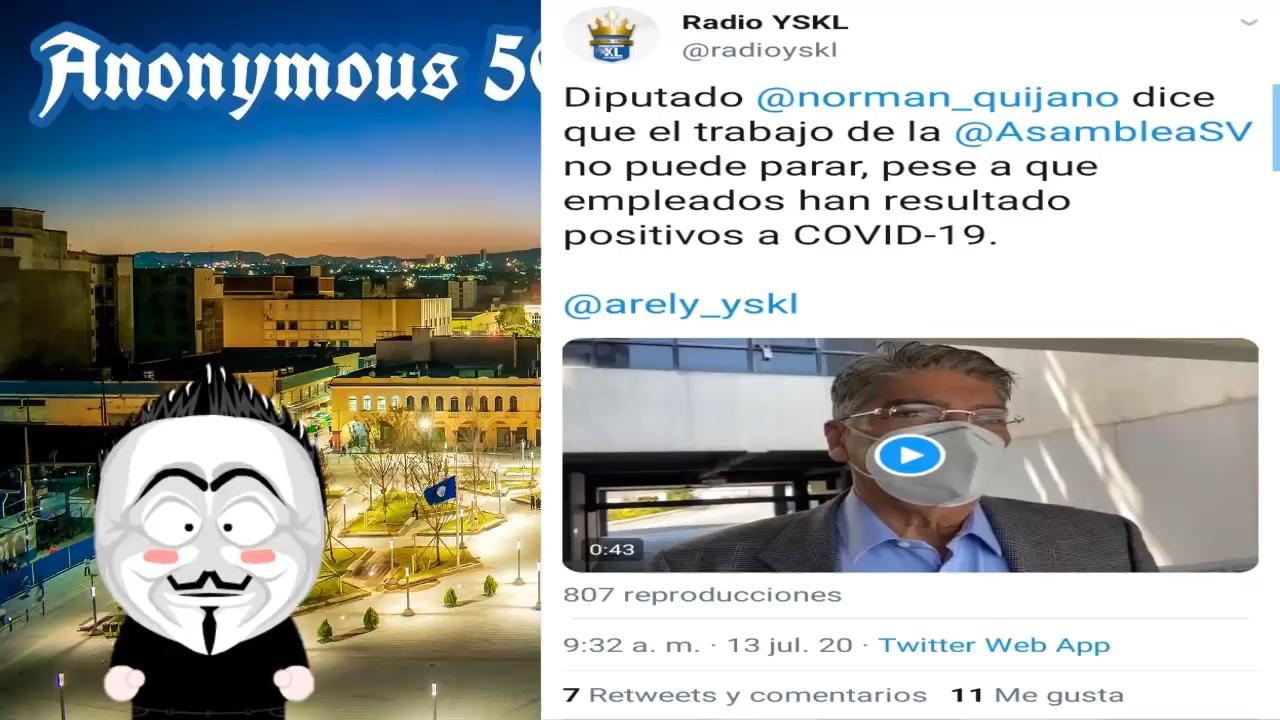 Anonymous 5
Radio YSKL
@radioyskl
XL
Diputado @norman_quijano dice
que el trabajo de la @AsambleaSV
no puede parar, pese a que
empleados han resultado
positivos a COVID-19.
@arely_yskl
0:43
807 reproducciones
9:32 a. m. · 13 jul. 20 · Twitter Web App
7 Retweets y comentarios 11 Me gusta